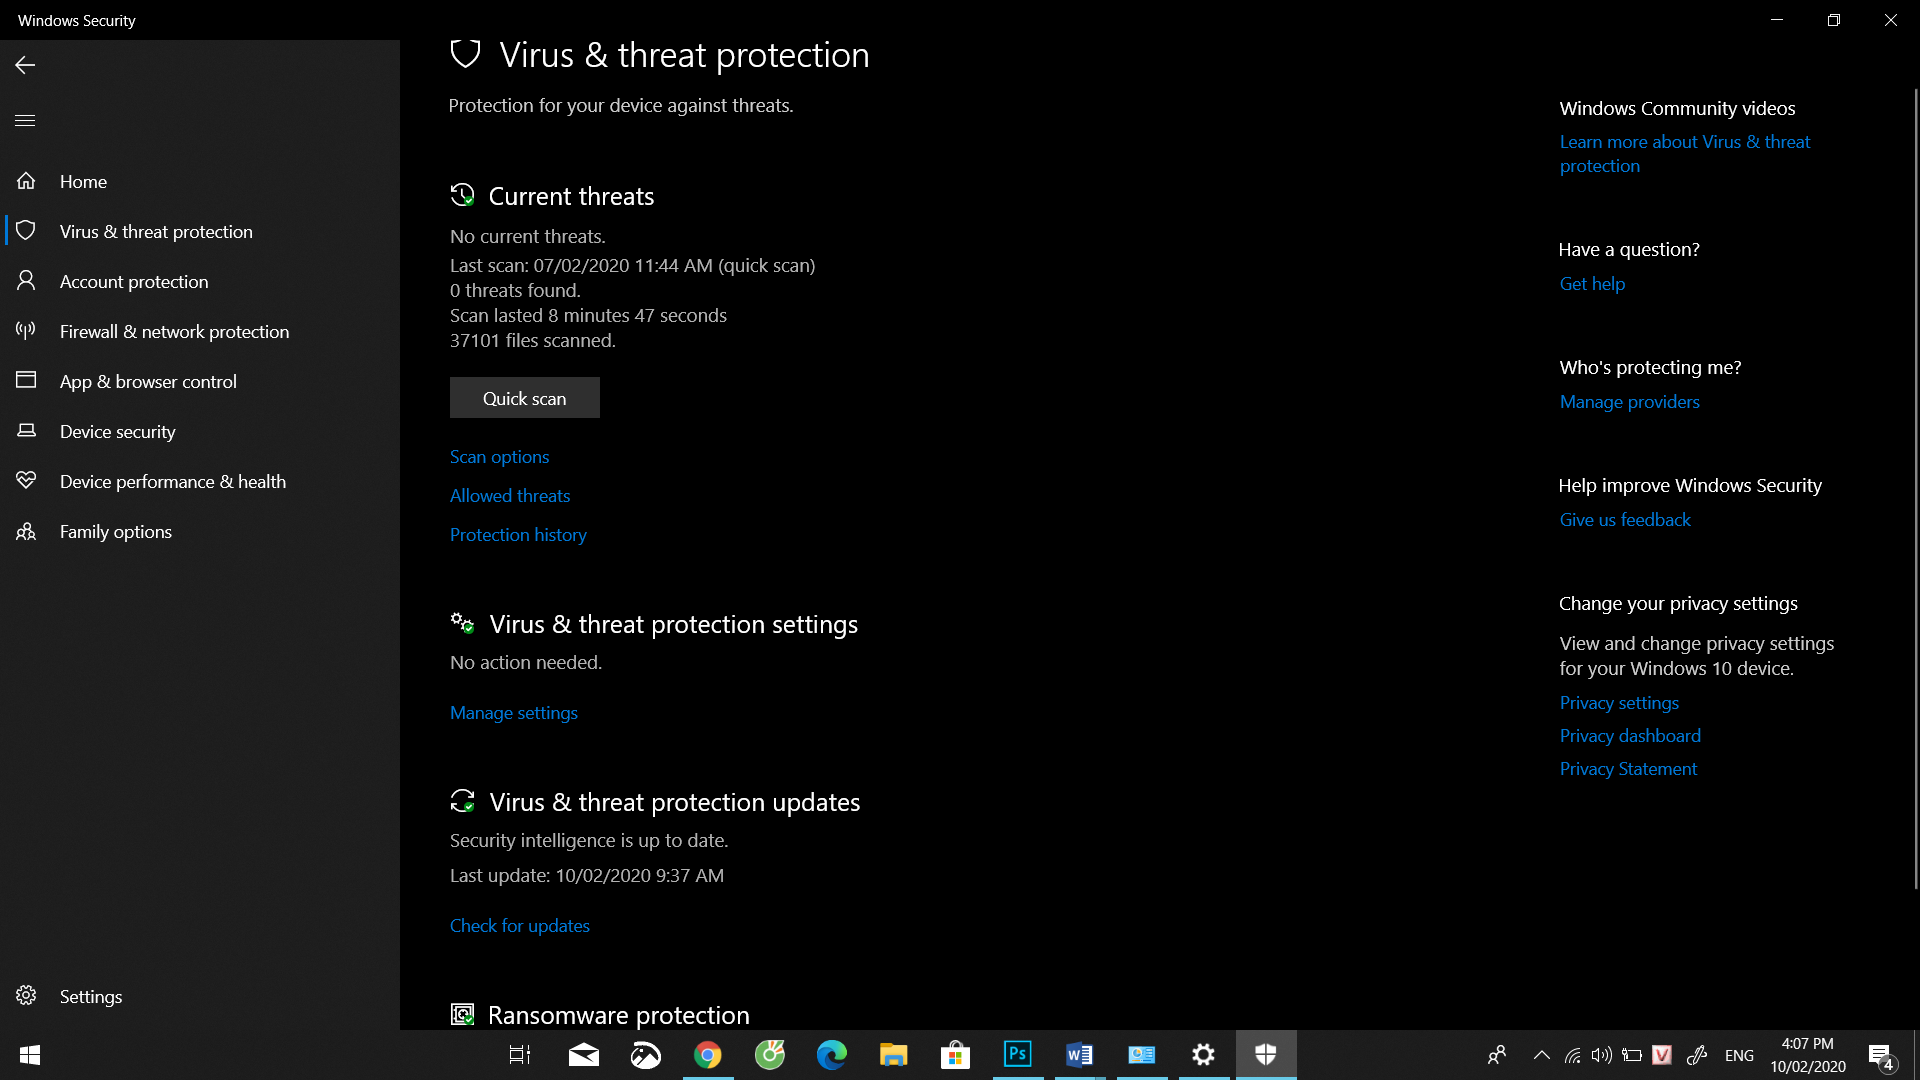 Windows Security
Home
Virus & threat protection
Account protection
Firewall & network protection
App & browser control
Device security
Device performance & health
Family options
Settings
Virus & threat protection
Protection for your device against threats.
Current threats
No current threats.
Last scan: 07/02/2020 11:44 AM (quick scan)
0 threats found.
Scan lasted 8 minutes 47 seconds
37101 files scanned.
Quick scan
Scan options
Allowed threats
Protection history
Virus & threat protection settings
No action needed.
Manage settings
Virus & threat protection updates
Security intelligence is up to date.
Last update: 10/02/2020 9:37 AM
Check for updates
Ransomware protection
Windows Community videos
Learn more about Virus & threat
protection
Have a question?
Get help
Who's protecting me?
Manage providers
Help improve Windows Security
Give us feedback
Change your privacy settings
View and change privacy settings
for your Windows 10 device.
Privacy settings
Privacy dashboard
Privacy Statement
Ps
W
V
ENG
4:07 PM
10/02/2020
4